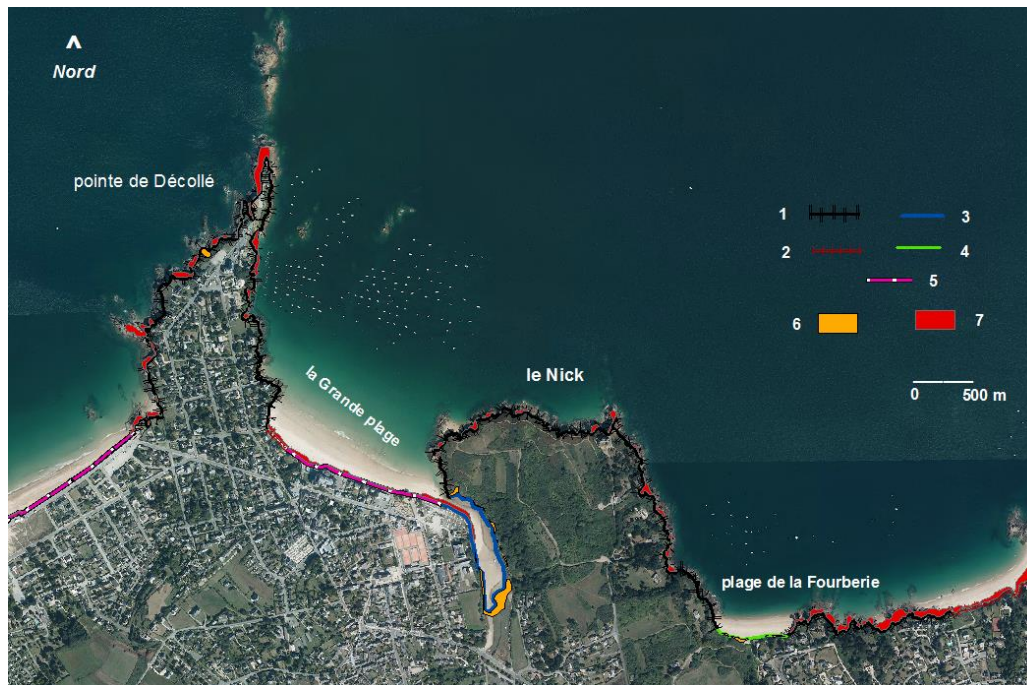 ^
Nord
pointe de Décollé
1
3
2
4
5
6
7
le Nick
0 500 m
la Grande plage
plage de la Fourberie